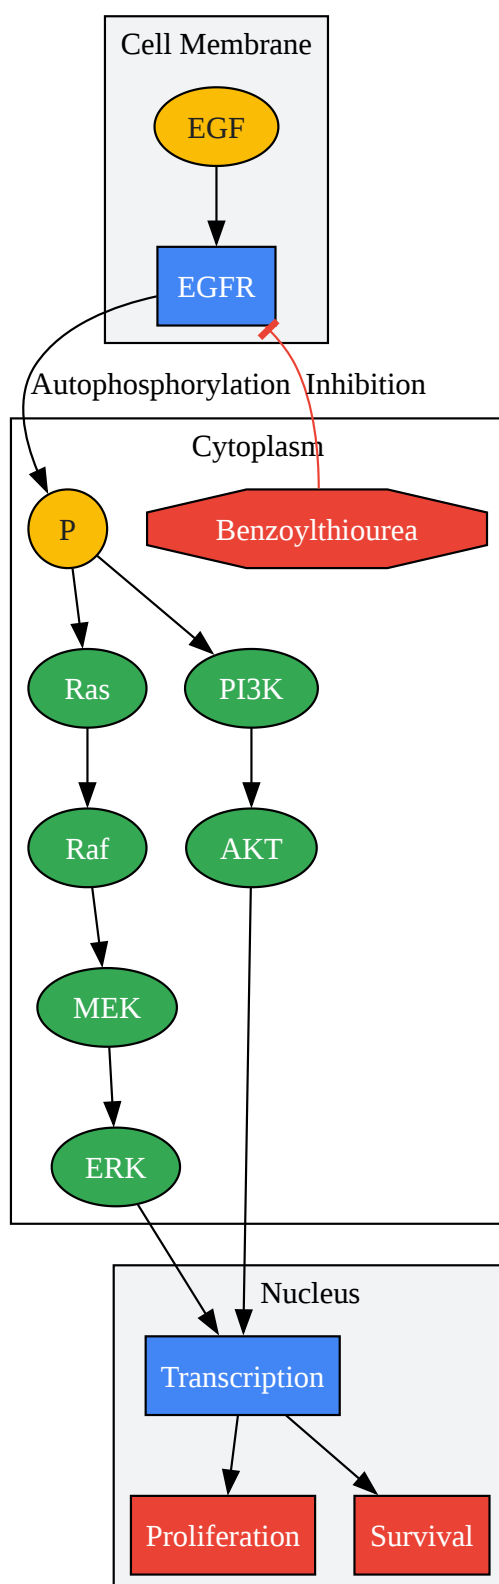 Cell Membrane
EGF
EGFR
Autophosphorylation
Inhibition
Cytoplasm
P
Benzoylthiourea
Ras
PI3K
Raf
AKT
MEK
ERK
Nucleus
Transcription
Proliferation
Survival